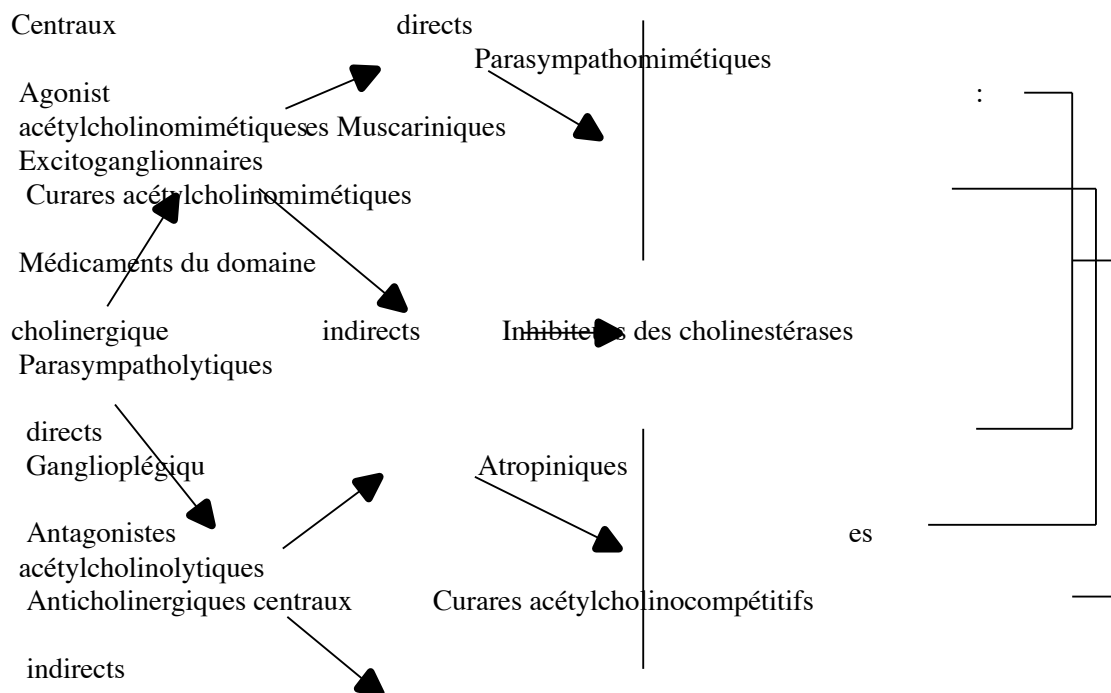 Centraux directs
Parasympathomimétiques
Agonist :
acétylcholinomimétiqueses Muscariniques
Excitoganglionnaires
Curares acétylcholinomimétiques
Médicaments du domaine
cholinergique indirects Inhibiteurs des cholinestérases
Parasympatholytiques
directs
Ganglioplégiqu Atropiniques
Antagonistes es
acétylcholinolytiques
Anticholinergiques centraux Curares acétylcholinocompétitifs
indirects